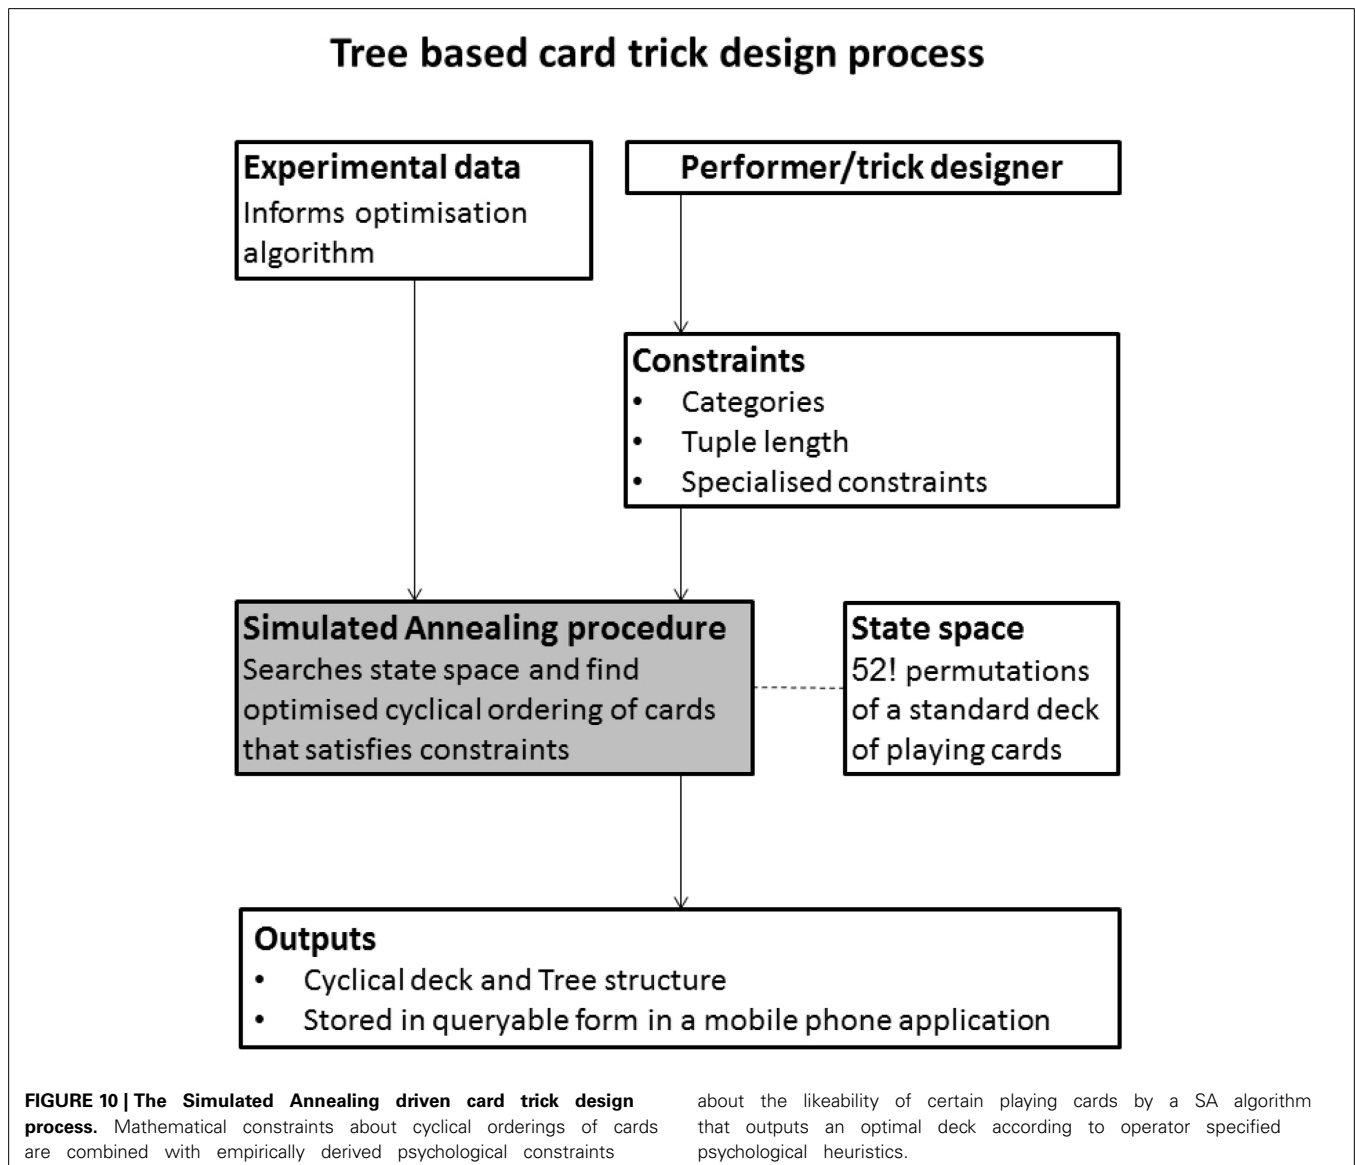 Tree based card trick design process
Experimental data
Informs optimisation
algorithm
Performer/trick designer
Constraints
• Categories
• Tuple length
• Specialised constraints
Simulated Annealing procedure
Searches state space and find
optimised cyclical ordering of cards
that satisfies constraints
State space
52! permutations
of a standard deck
of playing cards
Outputs
• Cyclical deck and Tree structure
• Stored in queryable form in a mobile phone application
FIGURE 10 | The Simulated Annealing driven card trick design
process. Mathematical constraints about cyclical orderings of cards
are combined with empirically derived psychological constraints
about the likeability of certain playing cards by a SA algorithm
that outputs an optimal deck according to operator specified
psychological heuristics.